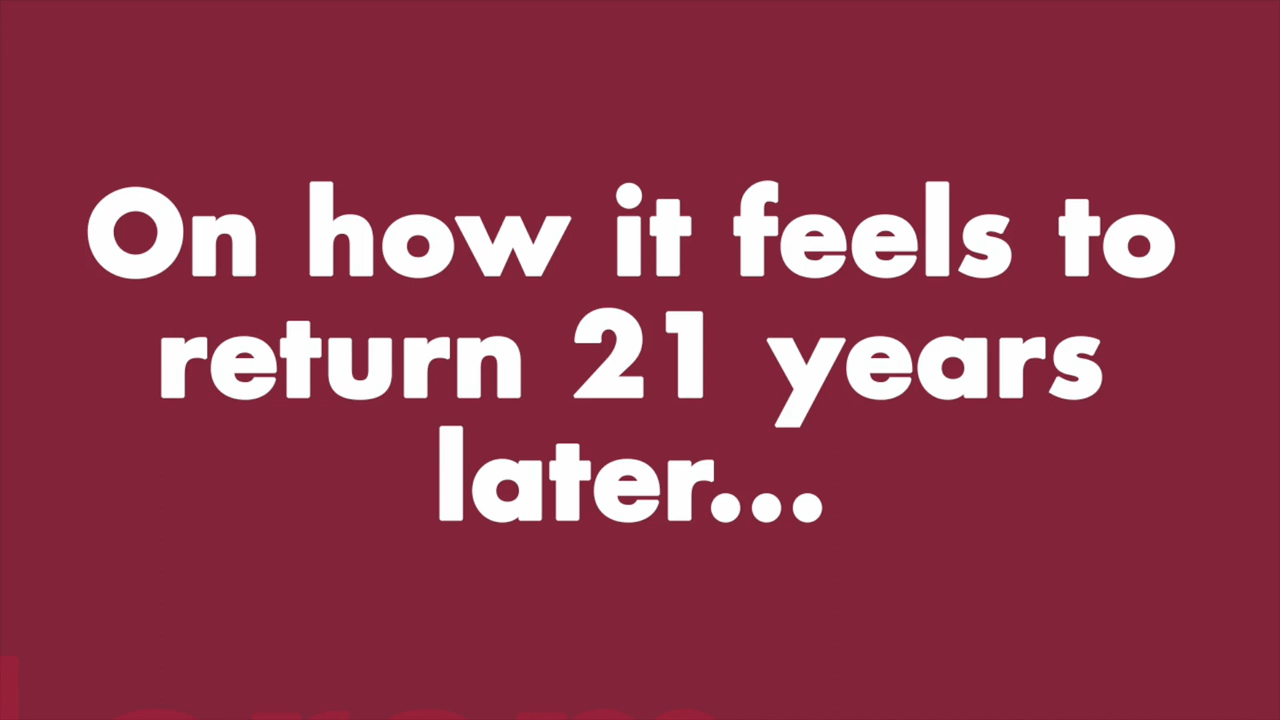 On how it feels to
return 21 years
later...